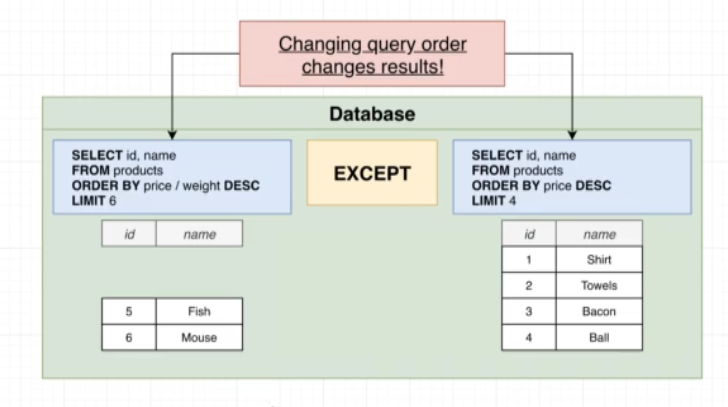 Changing query order
changes results!
Database
SELECT id, name
FROM products
ORDER BY price / weight DESC
LIMIT 6
EXCEPT
SELECT id, name
FROM products
ORDER BY price DESC
LIMIT 4
id name
5 Fish
6 Mouse
id name
1 Shirt
2 Towels
3 Bacon
4 Ball